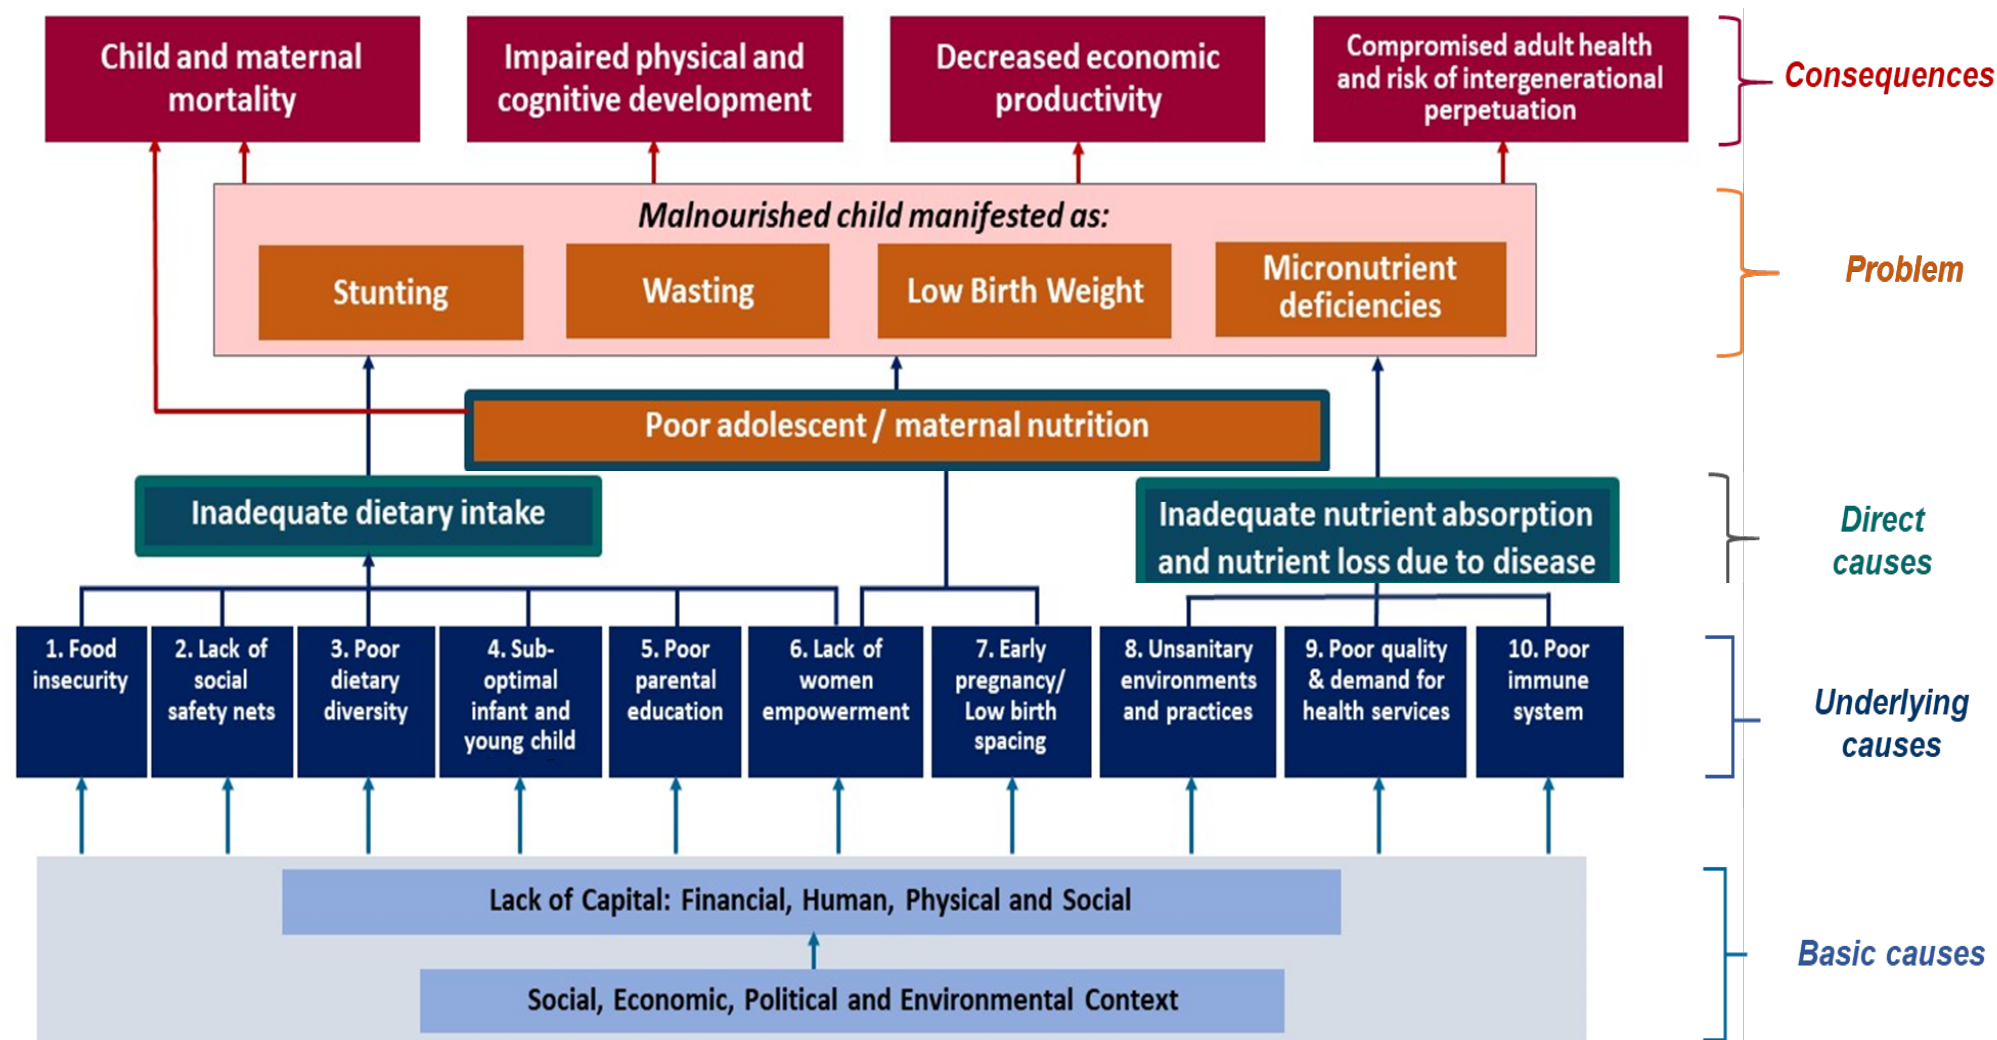 Child and maternal
mortality
Impaired physical and
cognitive development
Decreased economic
productivity
Compromised adult health
and risk of intergenerational
perpetuation
Consequences
Malnourished child manifested as:
Stunting
Wasting
Low Birth Weight
Micronutrient
deficiencies
Problem
Poor adolescent / maternal nutrition
Inadequate dietary intake
Inadequate nutrient absorption
and nutrient loss due to disease
Direct
causes
1. Food
insecurity
2. Lack of
social
safety nets
3. Poor
dietary
diversity
4. Sub-
optimal
infant and
young child
5. Poor
parental
education
6. Lack of
women
empowerment
7. Early
pregnancy/
Low birth
spacing
8. Unsanitary
environments
and practices
9. Poor quality
& demand for
health services
10. Poor
immune
system
Underlying
causes
Lack of Capital: Financial, Human, Physical and Social
Social, Economic, Political and Environmental Context
Basic causes